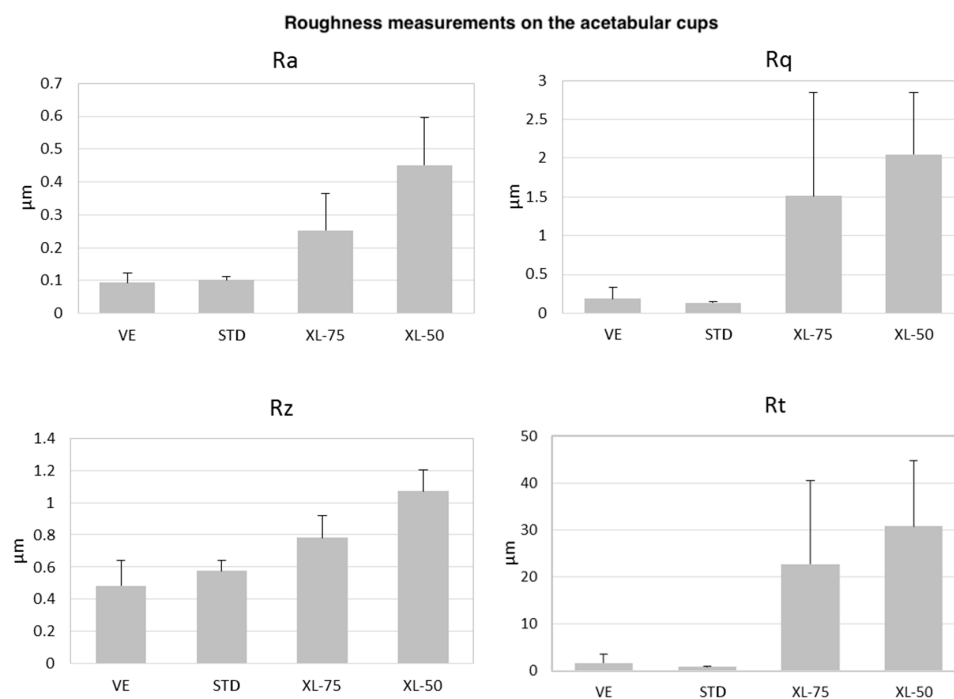 Roughness measurements on the acetabular cups
Ra
0.7
0.6
0.5
0.4
0.3
0.2
0.1
0
μm
VE STD XL-75 XL-50
Rq
3
2.5
2
1.5
1
0.5
0
μm
VE STD XL-75 XL-50
Rz
1.4
1.2
1
0.8
0.6
0.4
0.2
0
μm
VE STD XL-75 XL-50
Rt
50
40
30
20
10
0
μm
VE STD XL-75 XL-50